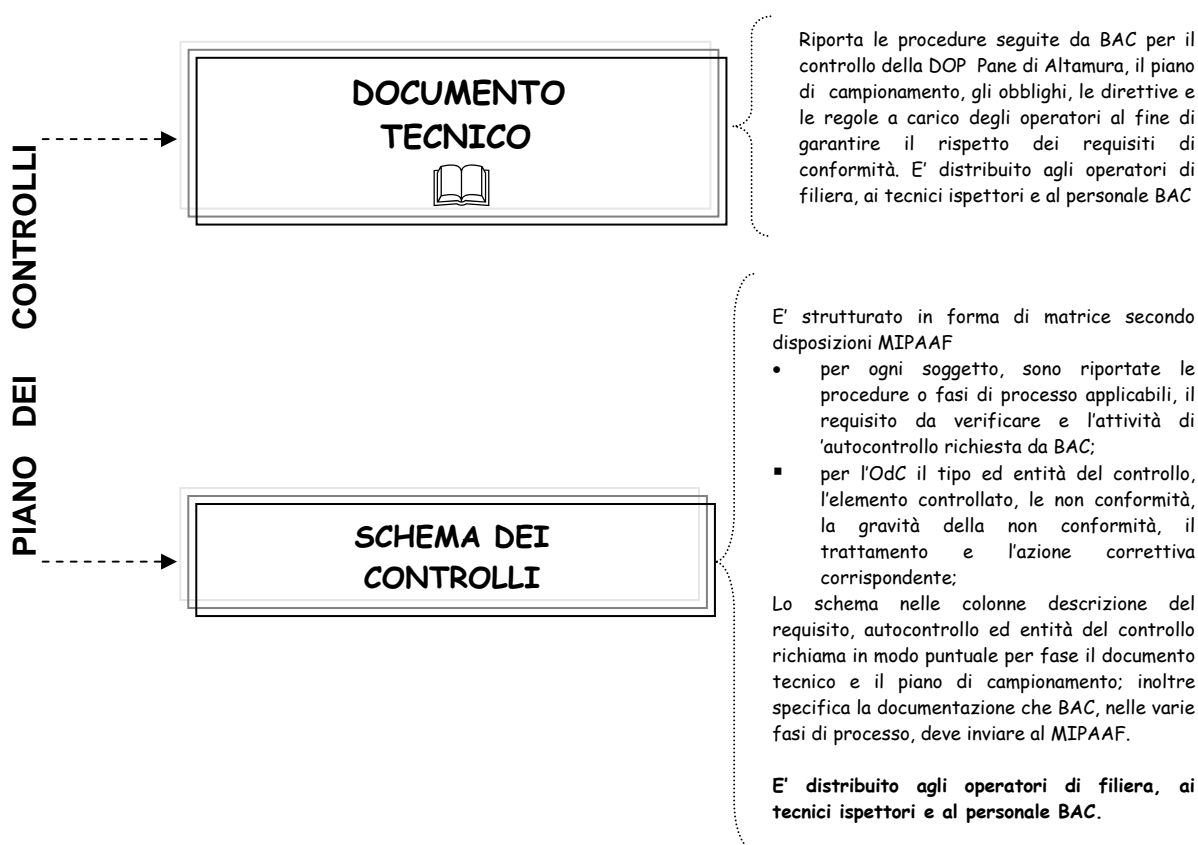 PIANO DEI CONTROLLI
DOCUMENTO
TECNICO
Riporta le procedure seguite da BAC per il
controllo della DOP Pane di Altamura, il piano
di campionamento, gli obblighi, le direttive e
le regole a carico degli operatori al fine di
garantire il rispetto dei requisiti di
conformità. E' distribuito agli operatori di
filiera, ai tecnici ispettori e al personale BAC
SCHEMA DEI
CONTROLLI
E' strutturato in forma di matrice secondo
disposizioni MIPAAF
• per ogni soggetto, sono riportate le
procedure o fasi di processo applicabili, il
requisito da verificare e l'attività di
'autocontrollo richiesta da BAC;
▪ per l'OdC il tipo ed entità del controllo,
l'elemento controllato, le non conformità,
la gravità della non conformità, il
trattamento e l'azione correttiva
corrispondente;
Lo schema nelle colonne descrizione del
requisito, autocontrollo ed entità del controllo
richiama in modo puntuale per fase il documento
tecnico e il piano di campionamento; inoltre
specifica la documentazione che BAC, nelle varie
fasi di processo, deve inviare al MIPAAF.
E' distribuito agli operatori di filiera, ai
tecnici ispettori e al personale BAC.